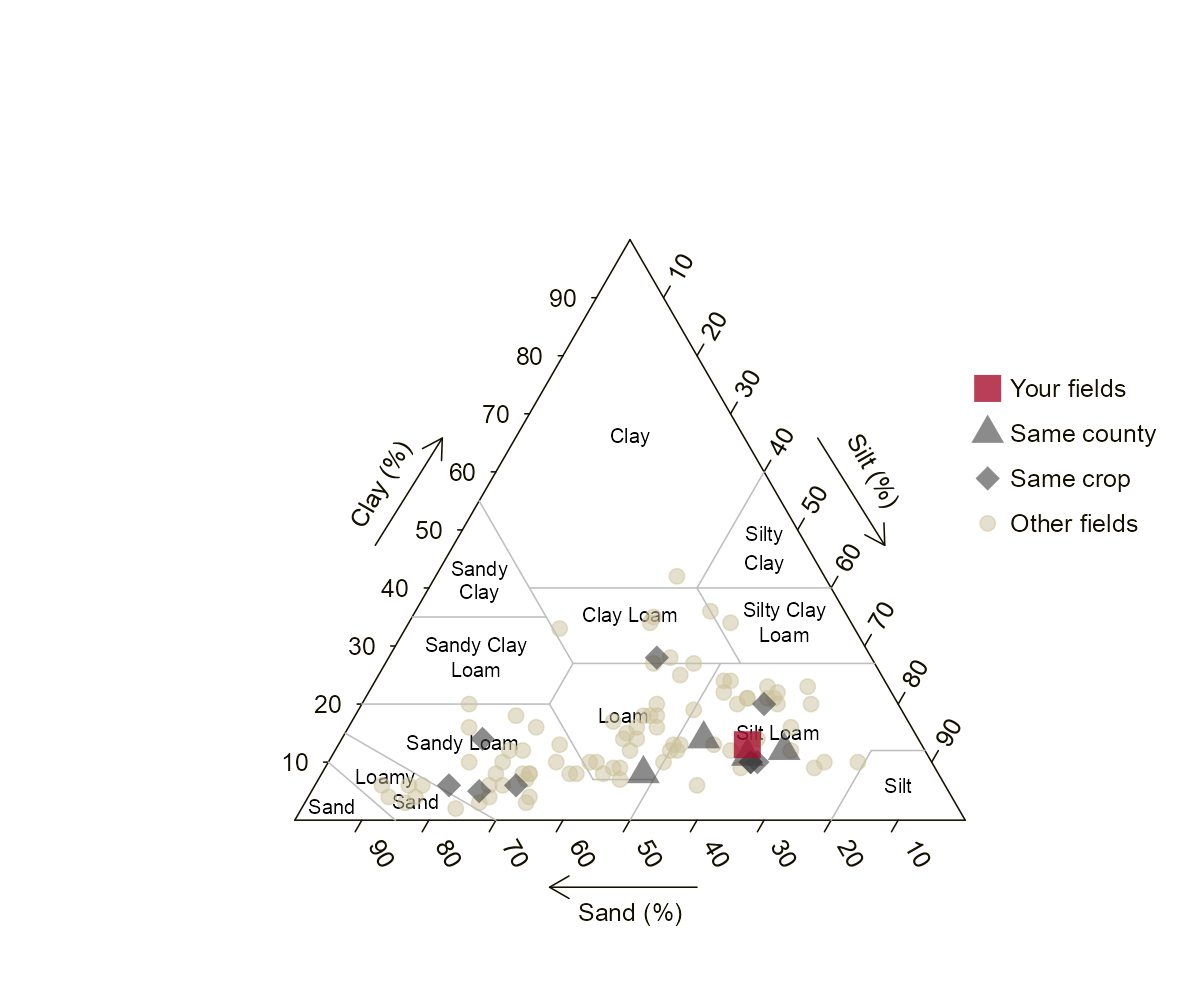 10
90
20
80
30
70
40
Clay
60
50
50
60
40
70
30
80
20
90
10
Clay (%)
Silt (%)
Silty
Clay
Sandy
Clay
Clay Loam
Silty Clay
Loam
Sandy Clay
Loam
Loam
Silt Loam
Sandy Loam
Loamy
Sand
Sand
Silt
90
80
70
60
50
40
30
20
10
Sand (%)
Your fields
Same county
Same crop
Other fields